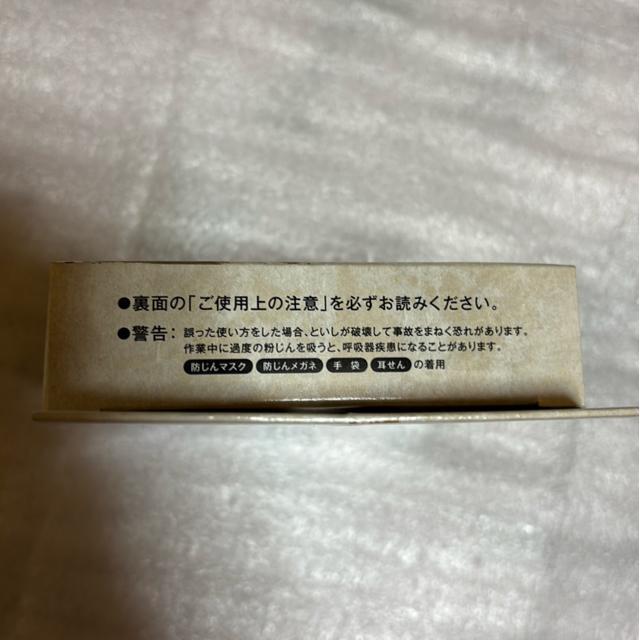 ●裏面の「ご使用上の注意」を必ずお読みください。
●警告：誤った使い方をした場合、といしが破壊して事故をまねく恐れがあります。
作業中に過度の粉じんを吸うと、呼吸器疾患になることがあります。
防じんマスク 防じんメガネ 手袋 耳せん の着用